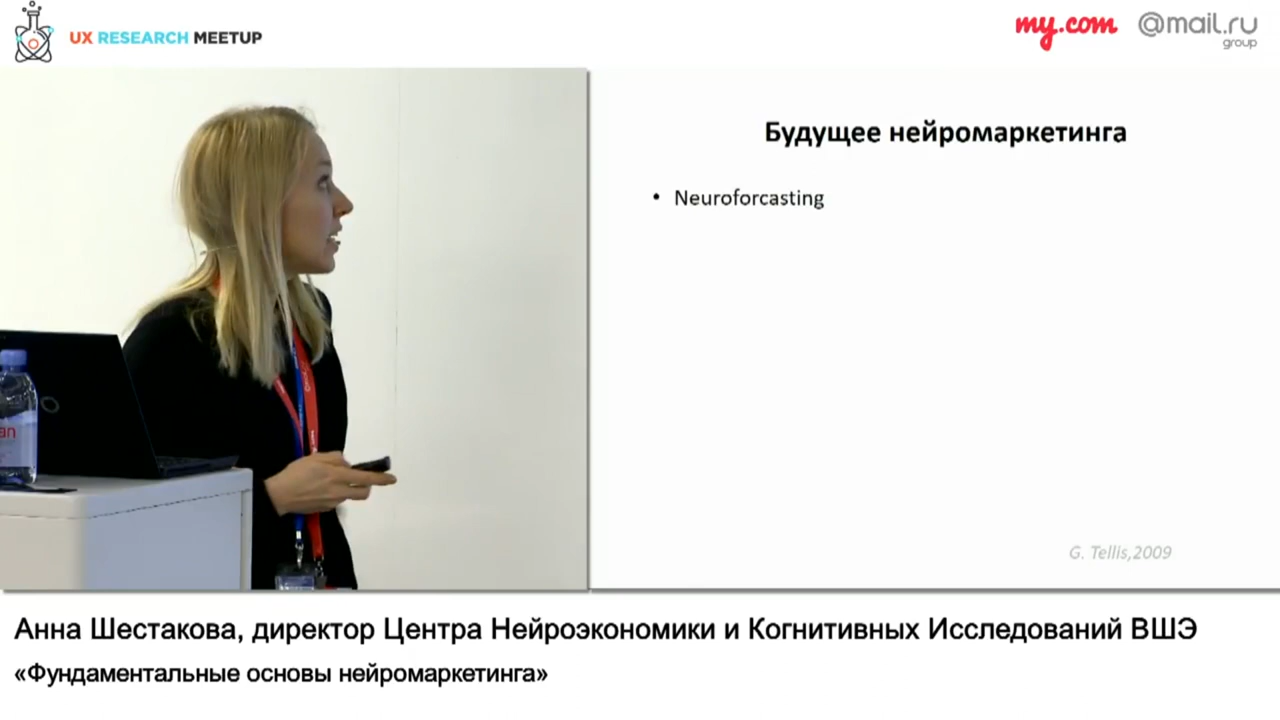 UX RESEARCH MEETUP
my.com @mail.ru
group
Будущее нейромаркетинга
• Neuroforcasting
an
G. Tellis,2009
Анна Шестакова, директор Центра Нейроэкономики и Когнитивных Исследований ВШЭ
«Фундаментальные основы нейромаркетинга»